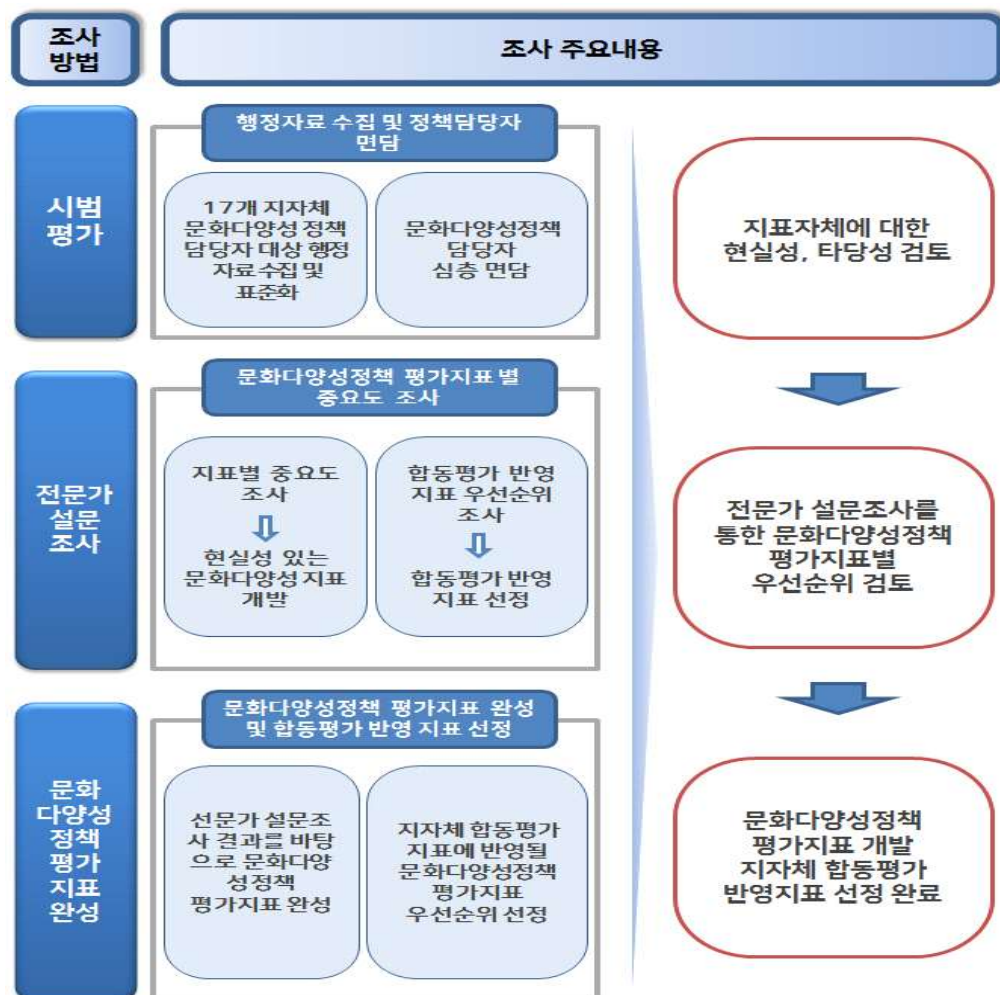 조사
방법
조사 주요내용
시범
평가
행정자료 수집 및 정책담당자
면담
17개 지자체
문화다양성 정책
담당자 대상 행정
자료 수집 및
표준화
문화다양성정책
담당자
심층 면담
지표자체에 대한
현실성, 타당성 검토
전문가
설문
조사
문화다양성정책 평가지표 별
중요도 조사
지표별 중요도
조사
현실성 있는
문화다양성 지표
개발
합동평가 반영
지표 우선순위
조사
합동평가 반영
지표 선정
전문가 설문조사를
통한 문화다양성정책
평가지표별
우선순위 검토
문화
다양성
정책
평가
지표
완성
문화다양성정책 평가지표 완성
및 합동평가 반영 지표 선정
선문가 설문조
사 결과를 바탕
으로 문화다양
성정책
평가지표 완성
지자체 합동평가
지표에 반영될
문화다양성정책
평가지표
우선순위 선정
문화다양성정책
평가지표 개발
지자체 합동평가
반영지표 선정 완료